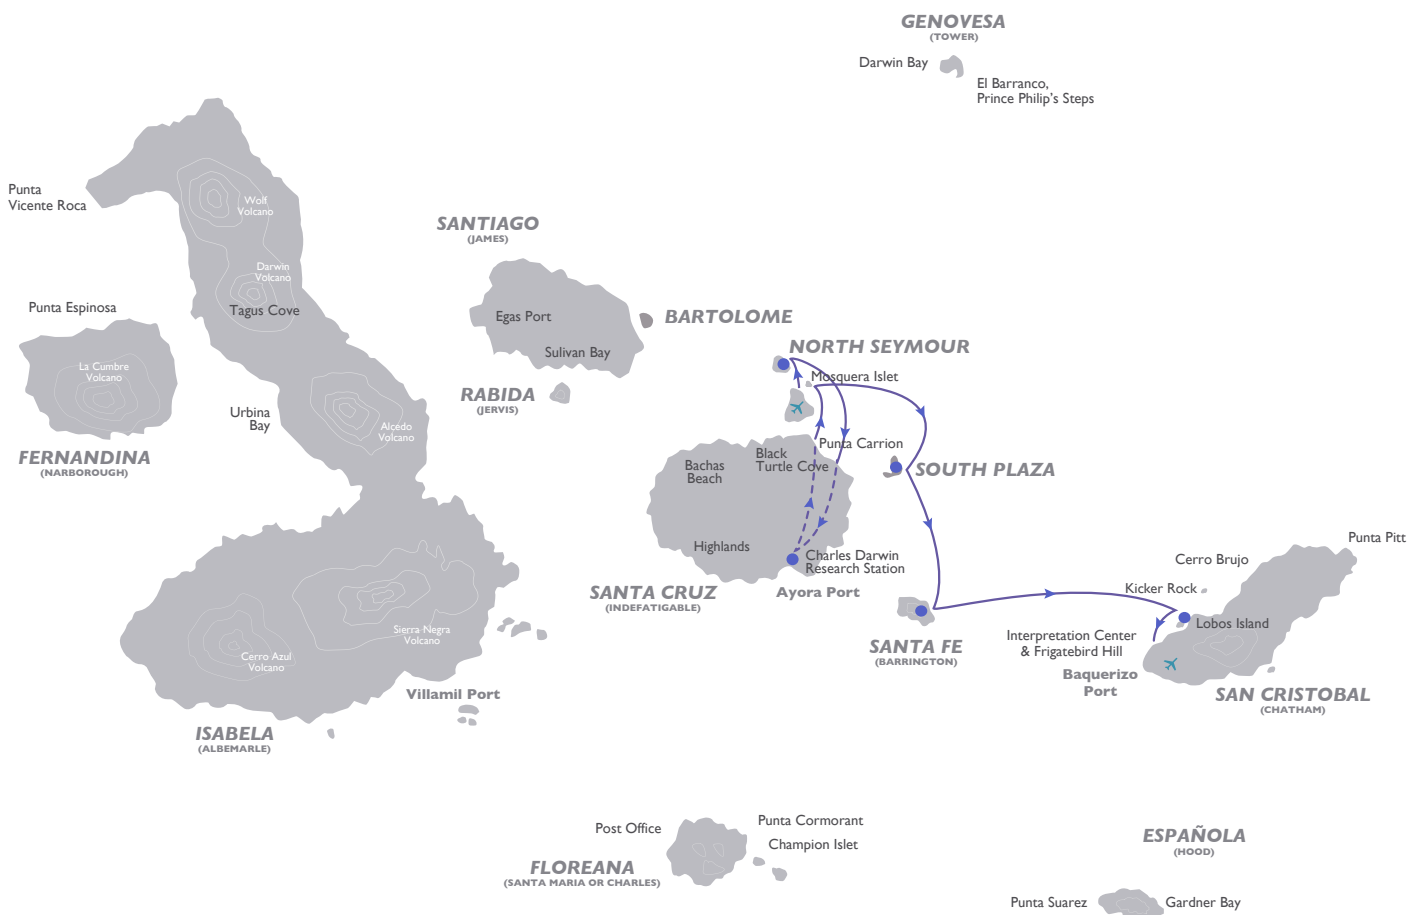 GENOVESA
(TOWER)
Darwin Bay
El Barranco,
Prince Philip's Steps
Punta
Vicente Roca
Wolf
Volcano
Darwin
Volcano
Tagus Cove
Punta Espinosa
La Cumbre
Volcano
FERNANDINA
(NARBOROUGH)
Urbina
Bay
Alcedo
Volcano
SANTIAGO
(JAMES)
Egas Port
Sulivan Bay
BARTOLOME
RABIDA
(JERVIS)
NORTH SEYMOUR
Mosquera Islet
Punta Carrion
Black
Turtle Cove
Bachas
Beach
SOUTH PLAZA
Highlands
Charles Darwin
Research Station
SANTA CRUZ
(INDEFATIGABLE)
Ayora Port
SANTA FE
(BARRINGTON)
Punta Pitt
Cerro Brujo
Kicker Rock
Lobos Island
Interpretation Center
& Frigatebird Hill
Baquerizo
Port
SAN CRISTOBAL
(CHATHAM)
Sierra Negra
Volcano
Cerro Azul
Volcano
Villamil Port
ISABELA
(ALBEMARLE)
Post Office
Punta Cormorant
Champion Islet
FLOREANA
(SANTA MARIA OR CHARLES)
ESPAÑOLA
(HOOD)
Punta Suarez
Gardner Bay